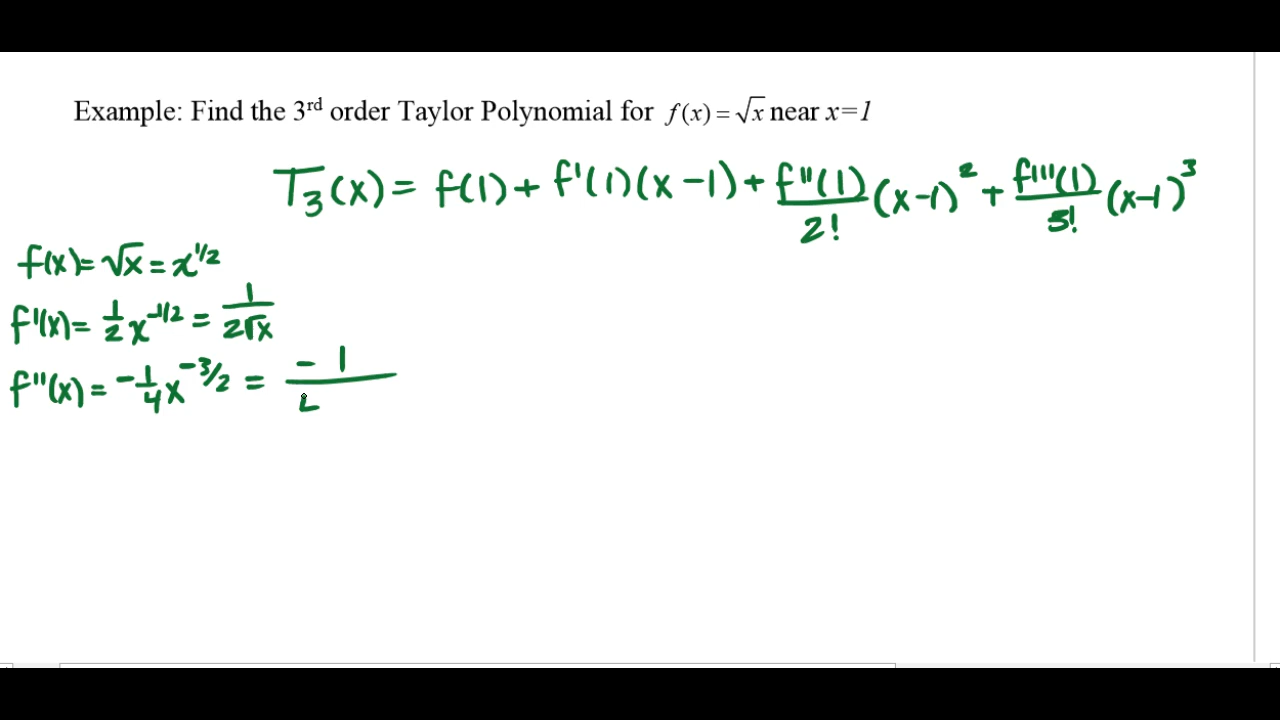 Example: Find the 3rd order Taylor Polynomial for f(x) = √x near x=1
T₃(x) = f(1) + f'(1)(x-1) + f''(1)/2! (x-1)² + f'''(1)/3! (x-1)³
f(x) = √x = x^1/2
f'(x) = 1/2 x^-1/2 = 1/2√x
f''(x) = -1/4 x^-3/2 = -1/